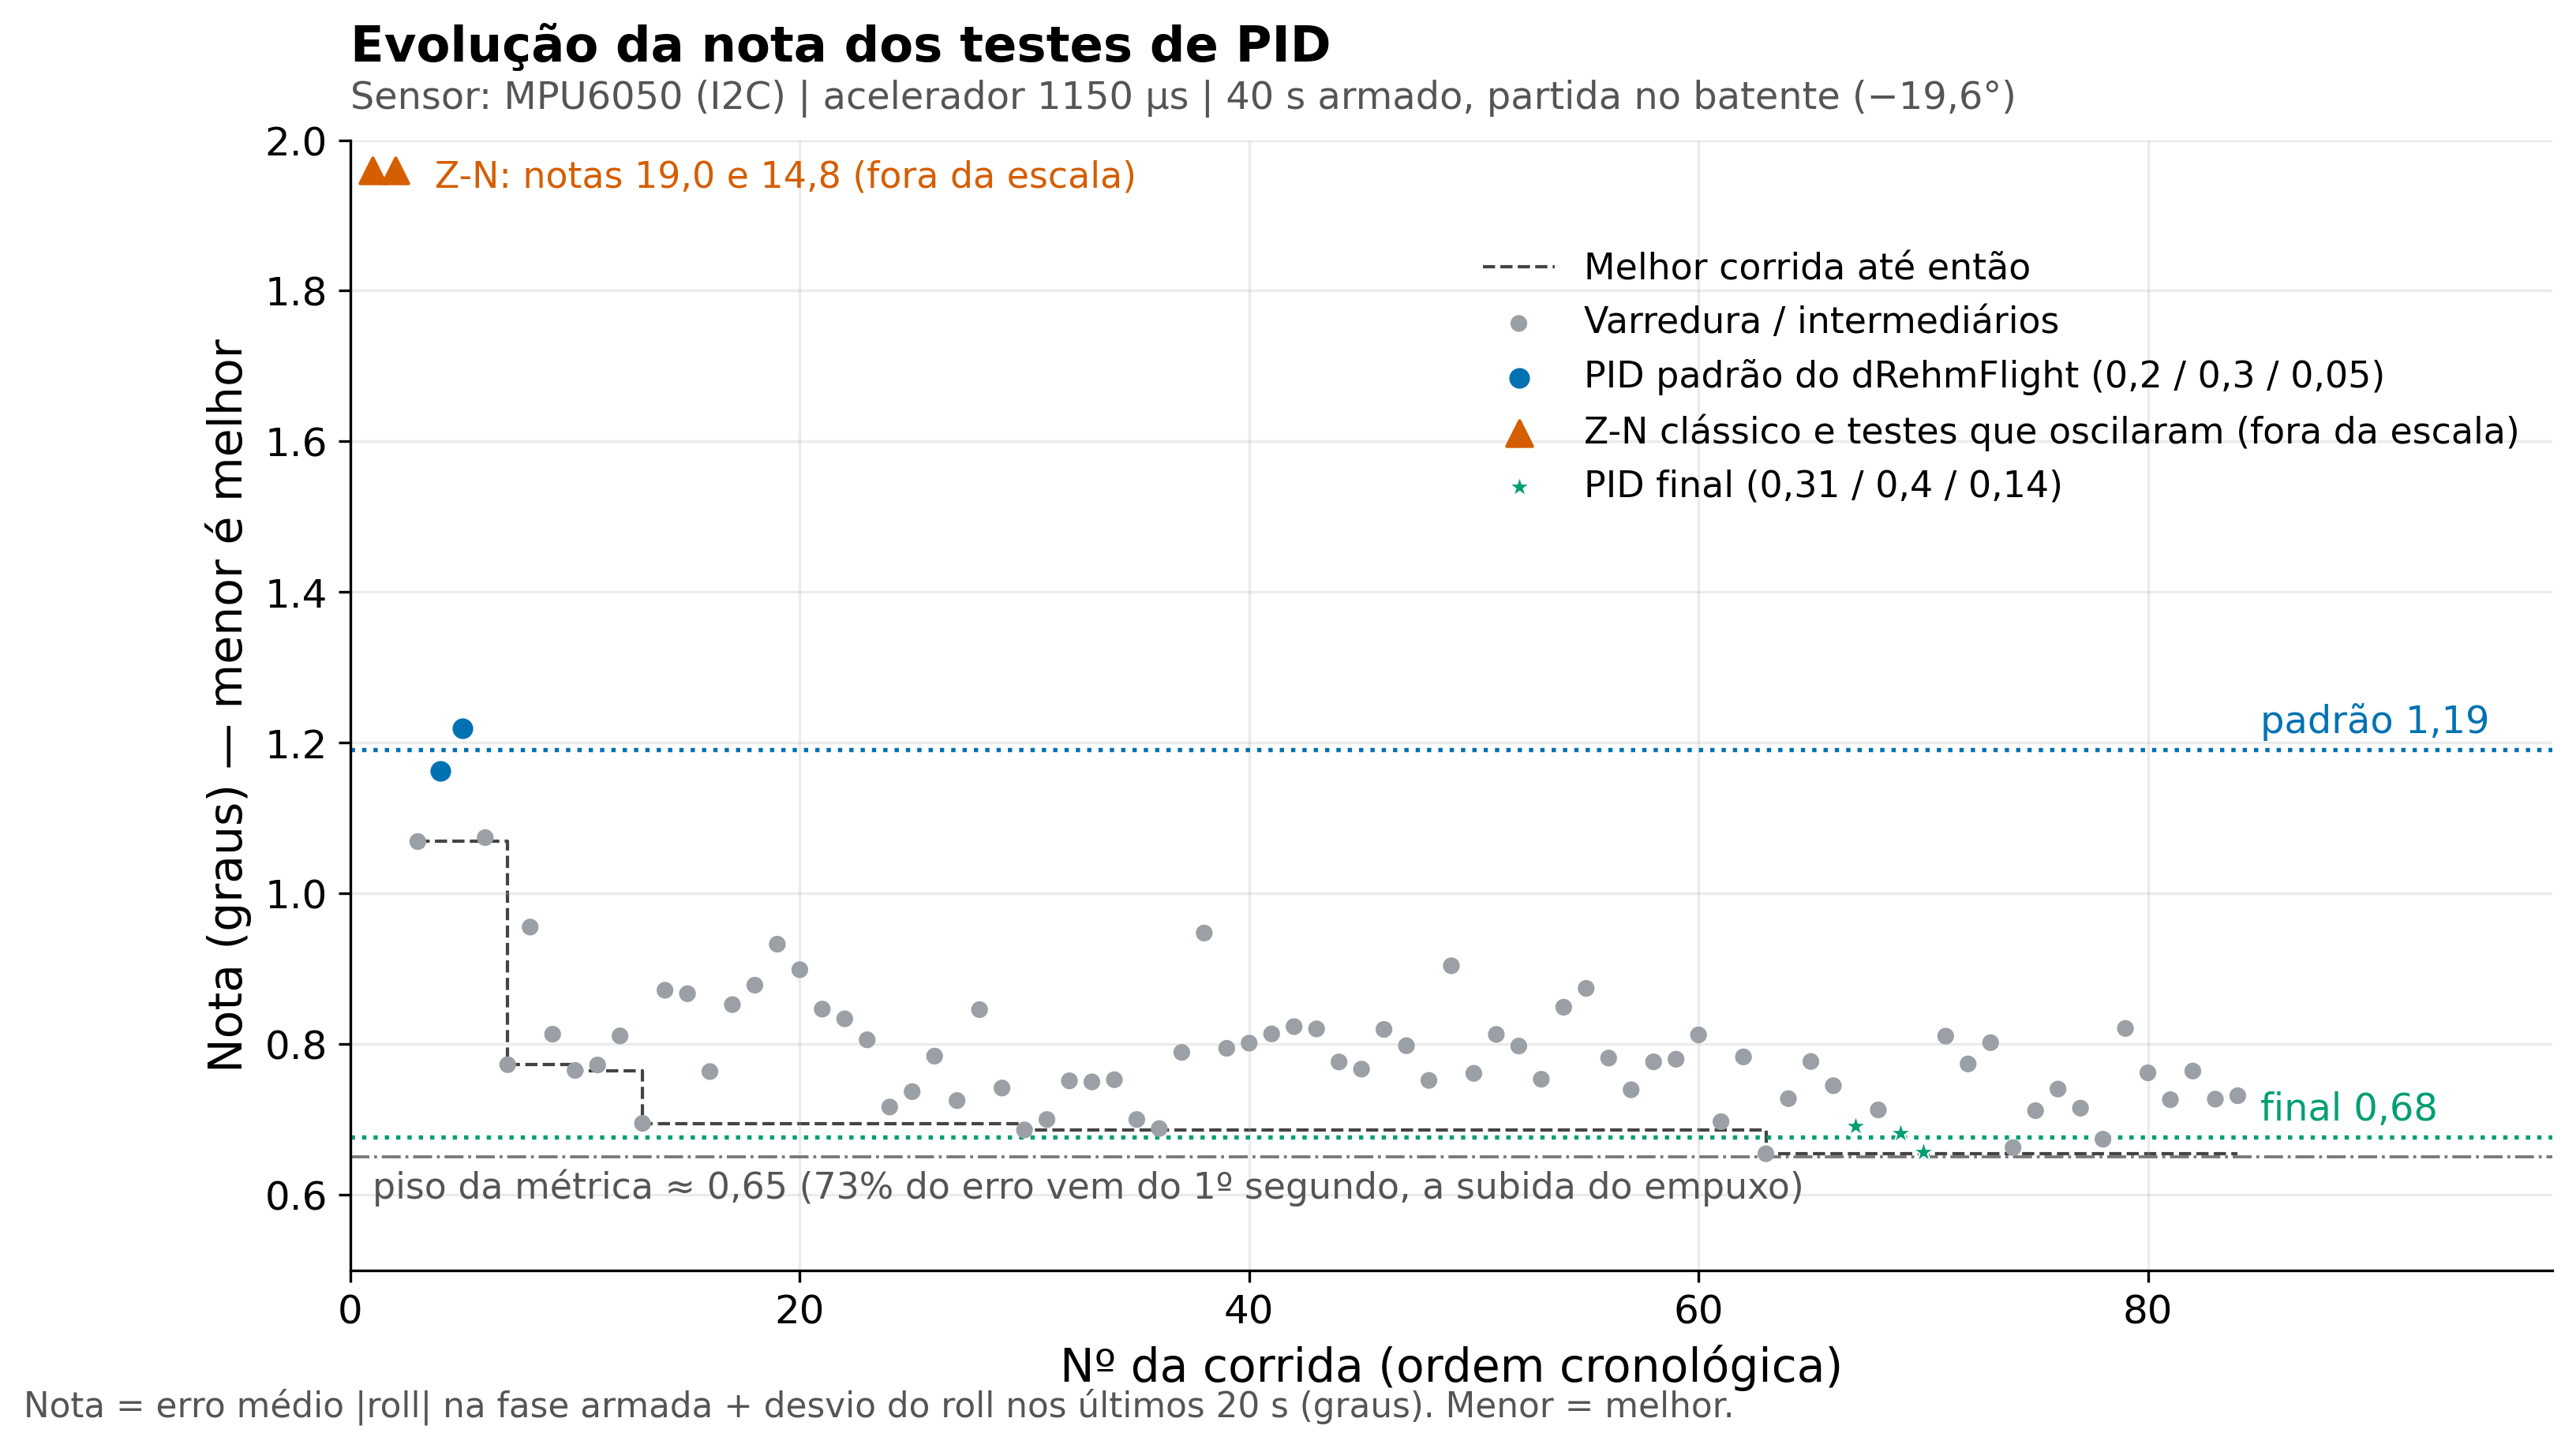 Evolução da nota dos testes de PID
Sensor: MPU6050 (I2C) | acelerador 1150 µs | 40 s armado, partida no batente (−19,6°)
2.0
1.8
1.6
1.4
1.2
1.0
0.8
0.6
Nota (graus) — menor é melhor
Z-N: notas 19,0 e 14,8 (fora da escala)
Melhor corrida até então
Varredura / intermediários
PID padrão do dRehmFlight (0,2 / 0,3 / 0,05)
Z-N clássico e testes que oscilaram (fora da escala)
PID final (0,31 / 0,4 / 0,14)
padrão 1,19
final 0,68
piso da métrica ≈ 0,65 (73% do erro vem do 1º segundo, a subida do empuxo)
0
20
40
60
80
Nº da corrida (ordem cronológica)
Nota = erro médio |roll| na fase armada + desvio do roll nos últimos 20 s (graus). Menor = melhor.